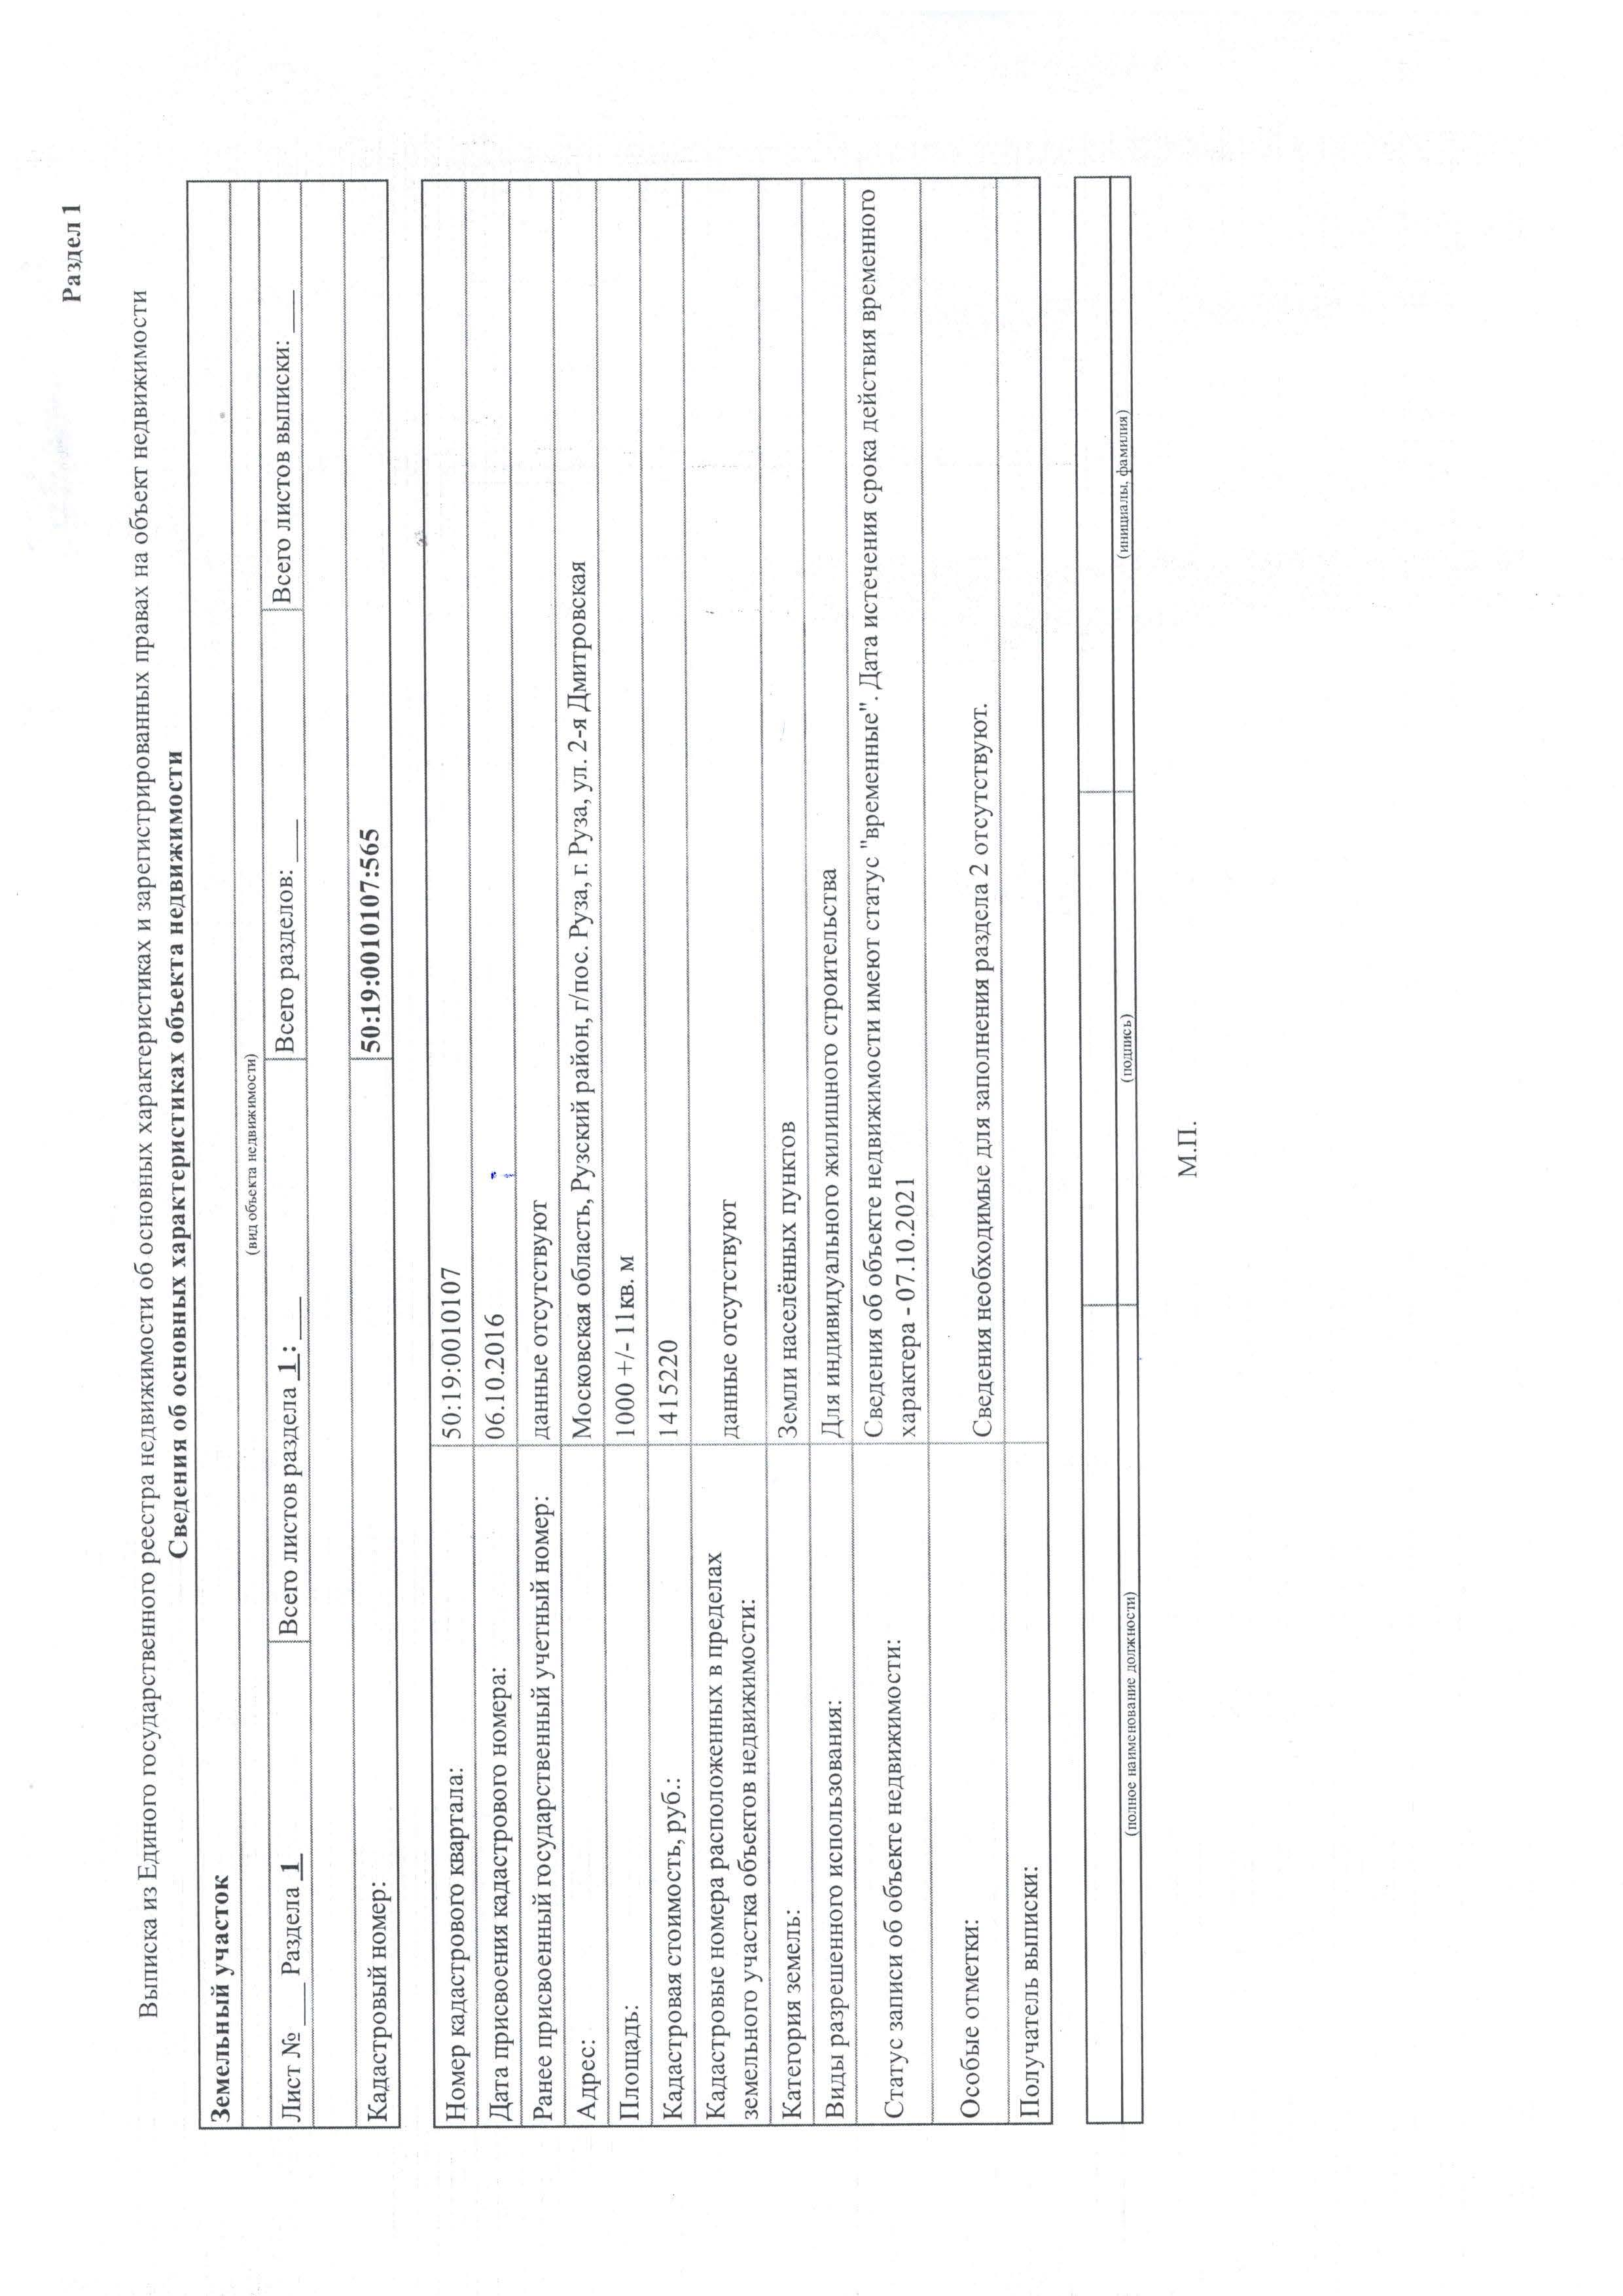 Раздел 1
Выписка из Единого государственного реестра недвижимости об основных характеристиках и зарегистрированных правах на объект недвижимости
Сведения об основных характеристиках объекта недвижимости
Земельный участок
(вид объекта недвижимости)
Лист № ___ Раздела 1 Всего листов раздела 1 : ___ Всего разделов: ___ Всего листов выписки: ___
Кадастровый номер: 50:19:0010107:565
Номер кадастрового квартала: 50:19:0010107
Дата присвоения кадастрового номера: 06.10.2016
Ранее присвоенный государственный учетный номер: данные отсутствуют
Адрес: Московская область, Рузский район, г/пос. Руза, г. Руза, ул. 2-я Дмитровская
Площадь: 1000 +/- 11кв. м
Кадастровая стоимость, руб.: 1415220
Кадастровые номера расположенных в пределах
земельного участка объектов недвижимости: данные отсутствуют
Категория земель: Земли населённых пунктов
Виды разрешенного использования: Для индивидуального жилищного строительства
Статус записи об объекте недвижимости: Сведения об объекте недвижимости имеют статус "временные". Дата истечения срока действия временного
характера - 07.10.2021
Особые отметки: Сведения необходимые для заполнения раздела 2 отсутствуют.
Получатель выписки:
(полное наименование должности) (подпись) (инициалы, фамилия)
М.П.